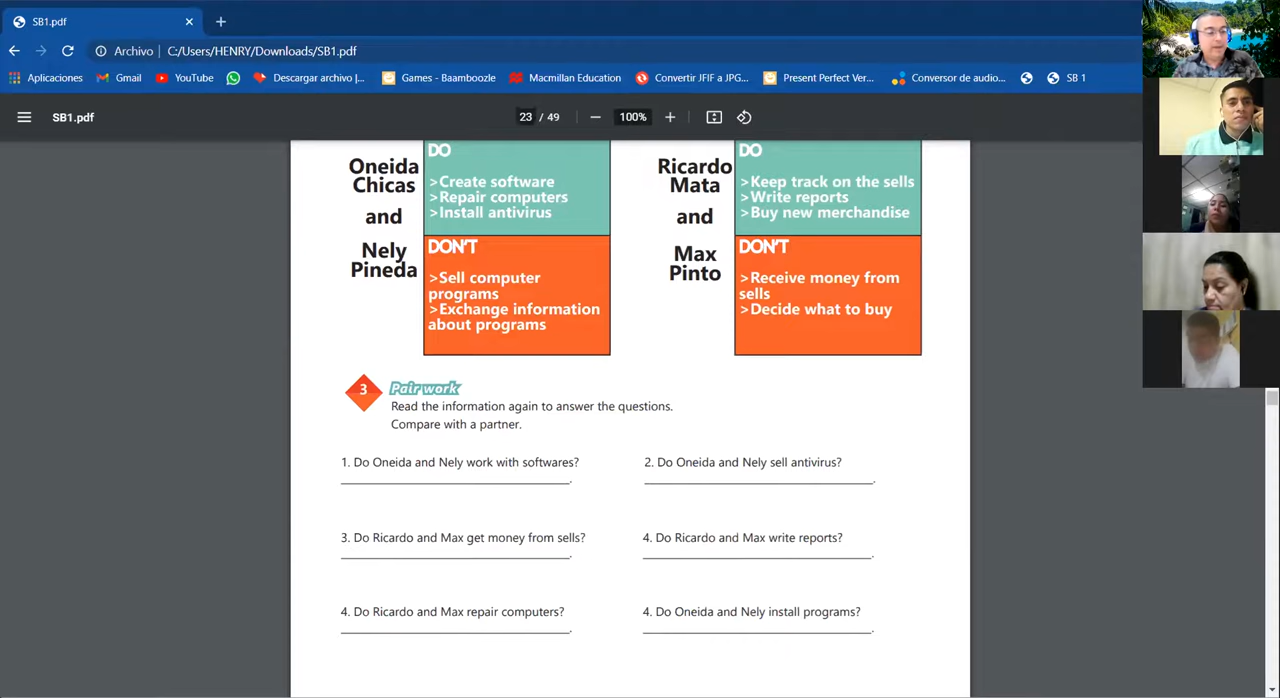 SB1.pdf
Archivo
C:/Users/HENRY/Downloads/SB1.pdf
Aplicaciones
Gmail
YouTube
Descargar archivo |...
Games - Baamboozle
Macmillan Education
Convertir JFIF a JPG...
Present Perfect Ver...
Conversor de audio...
SB 1
SB1.pdf
23 / 49
100%
Oneida
Chicas
and
Nely
Pineda
DO
>Create software
>Repair computers
>Install antivirus
DON'T
>Sell computer
programs
>Exchange information
about programs
Ricardo
Mata
and
Max
Pinto
DO
>Keep track on the sells
>Write reports
>Buy new merchandise
DON'T
>Receive money from
sells
>Decide what to buy
3
Pair work
Read the information again to answer the questions.
Compare with a partner.
1. Do Oneida and Nely work with softwares?
______________________________.
2. Do Oneida and Nely sell antivirus?
______________________________.
3. Do Ricardo and Max get money from sells?
______________________________.
4. Do Ricardo and Max write reports?
______________________________.
4. Do Ricardo and Max repair computers?
______________________________.
4. Do Oneida and Nely install programs?
______________________________.